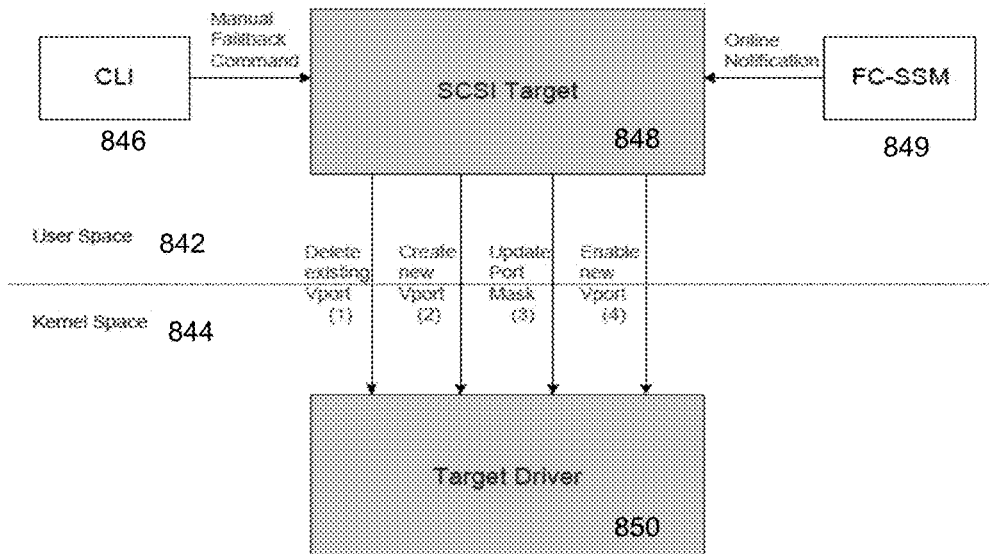 Manual
Failback
Command
CLI
846
SCSI Target
848
Online
Notification
FC-SSM
849
User Space 842
Delete
existing
Vport
(1)
Create
new
Vport
(2)
Update
Port
Mask
(3)
Enable
new
Vport
(4)
Kernel Space 844
Target Driver
850